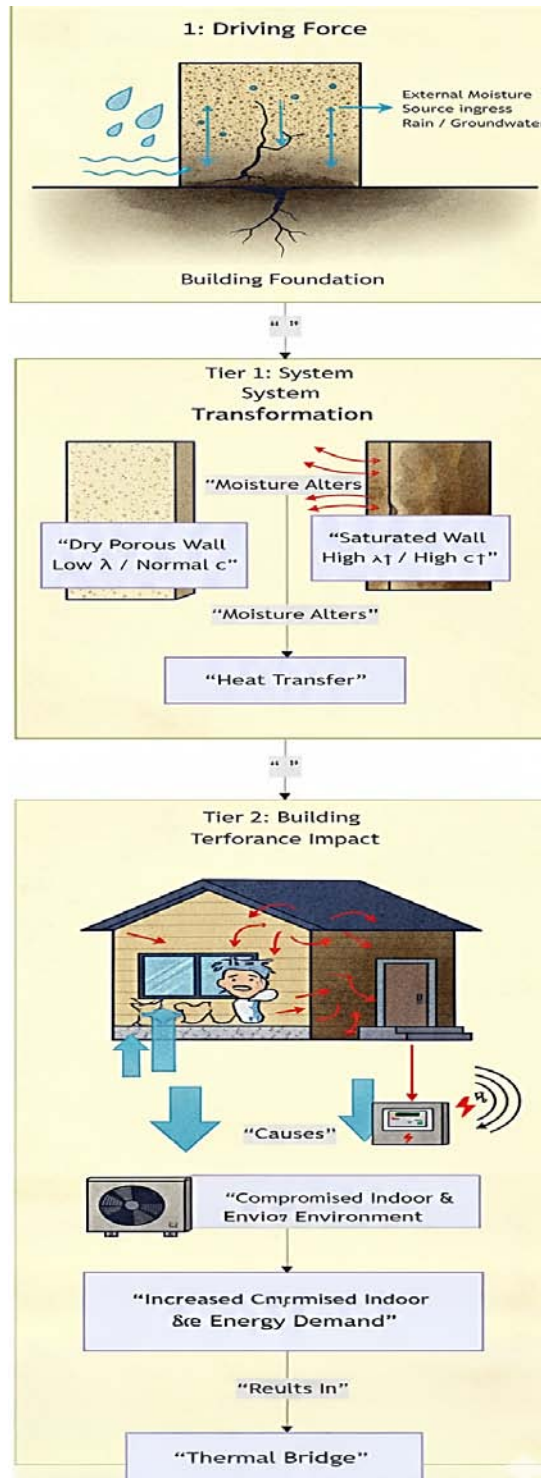 1: Driving Force
External Moisture
Source ingress
Rain / Groundwater
Building Foundation
Tier 1: System
System
Transformation
“Moisture Alters
“Dry Porous Wall
Low λ / Normal c”
“Saturated Wall
High λ↑ / High c↑”
“Moisture Alters”
“Heat Transfer”
Tier 2: Building
Terforance Impact
“Causes”
“Compromised Indoor &
Environment
“Increased Indoor
Energy Demand”
“Reults In”
“Thermal Bridge”